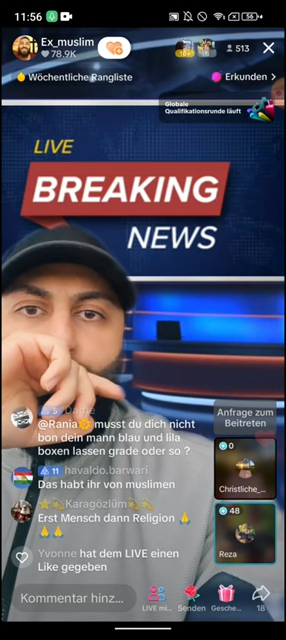 11:56
56
Ex_muslim
78.9K
513
Wöchentliche Rangliste
Erkunden >
Globale
Qualifikationsrunde läuft
LIVE
BREAKING
NEWS
@Rania musst du dich nicht
bon dein mann blau und lila
boxen lassen grade oder so ?
11 havaldo.barwari
Das habt ihr von muslimen
Karagözlüm
Erst Mensch dann Religion
Yvonne hat dem LIVE einen
Like gegeben
Anfrage zum
Beitreten
0
Christliche_...
48
Reza
Kommentar hinz...
LIVE mi...
Senden
Gesche...
18